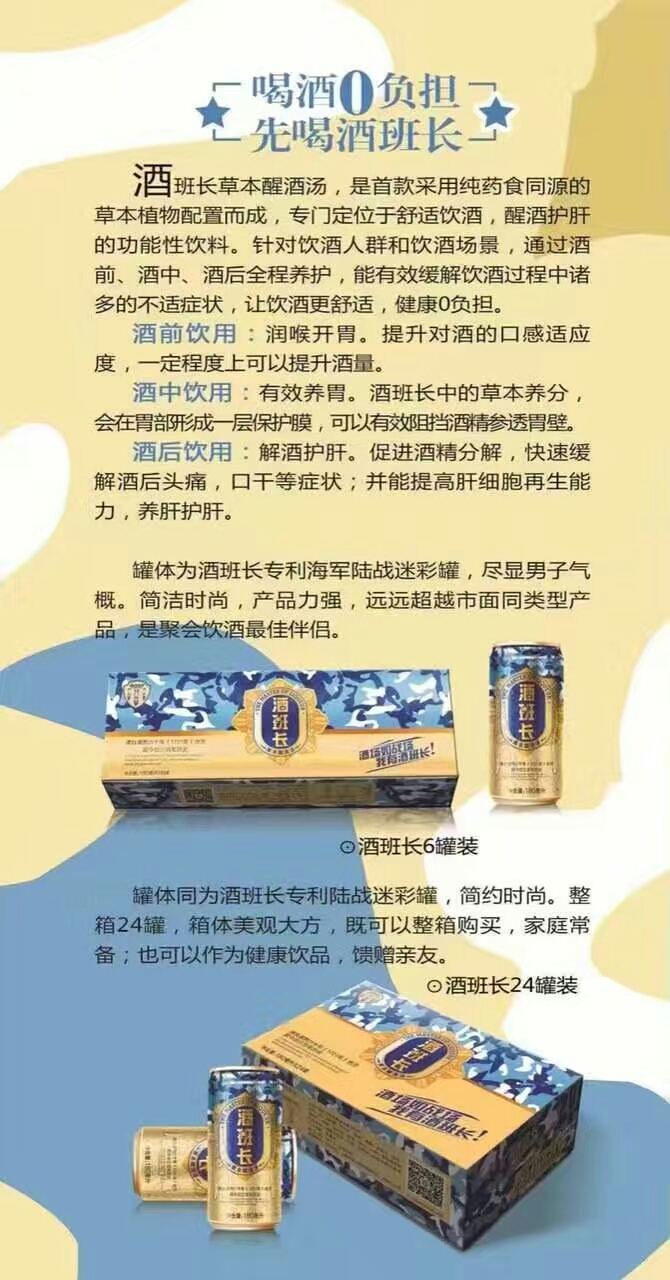 喝酒0负担
先喝酒班长
酒班长草本醒酒汤，是首款采用纯药食同源的
草本植物配置而成，专门定位于舒适饮酒，醒酒护肝
的功能性饮料。针对饮酒人群和饮酒场景，通过酒
前、酒中、酒后全程养护，能有效缓解饮酒过程中诸
多的不适症状，让饮酒更舒适，健康0负担。
酒前饮用：润喉开胃。提升对酒的口感适应
度，一定程度上可以提升酒量。
酒中饮用：有效养胃。酒班长中的草本养分，
会在胃部形成一层保护膜，可以有效阻挡酒精参透胃壁。
酒后饮用：解酒护肝。促进酒精分解，快速缓
解酒后头痛，口干等症状；并能提高肝细胞再生能
力，养肝护肝。
罐体为酒班长专利海军陆战迷彩罐，尽显男子气
概。简洁时尚，产品力强，远远超越市面同类型产
品，是聚会饮酒最佳伴侣。
酒班长
酒场如战场
我有酒班长！
酒班长
净含量：180毫升
⊙酒班长6罐装
罐体同为酒班长专利陆战迷彩罐，简约时尚。整
箱24罐，箱体美观大方，既可以整箱购买，家庭常
备；也可以作为健康饮品，馈赠亲友。
⊙酒班长24罐装
酒班长
酒场如战场
我有酒班长！
酒班长
净含量：180毫升